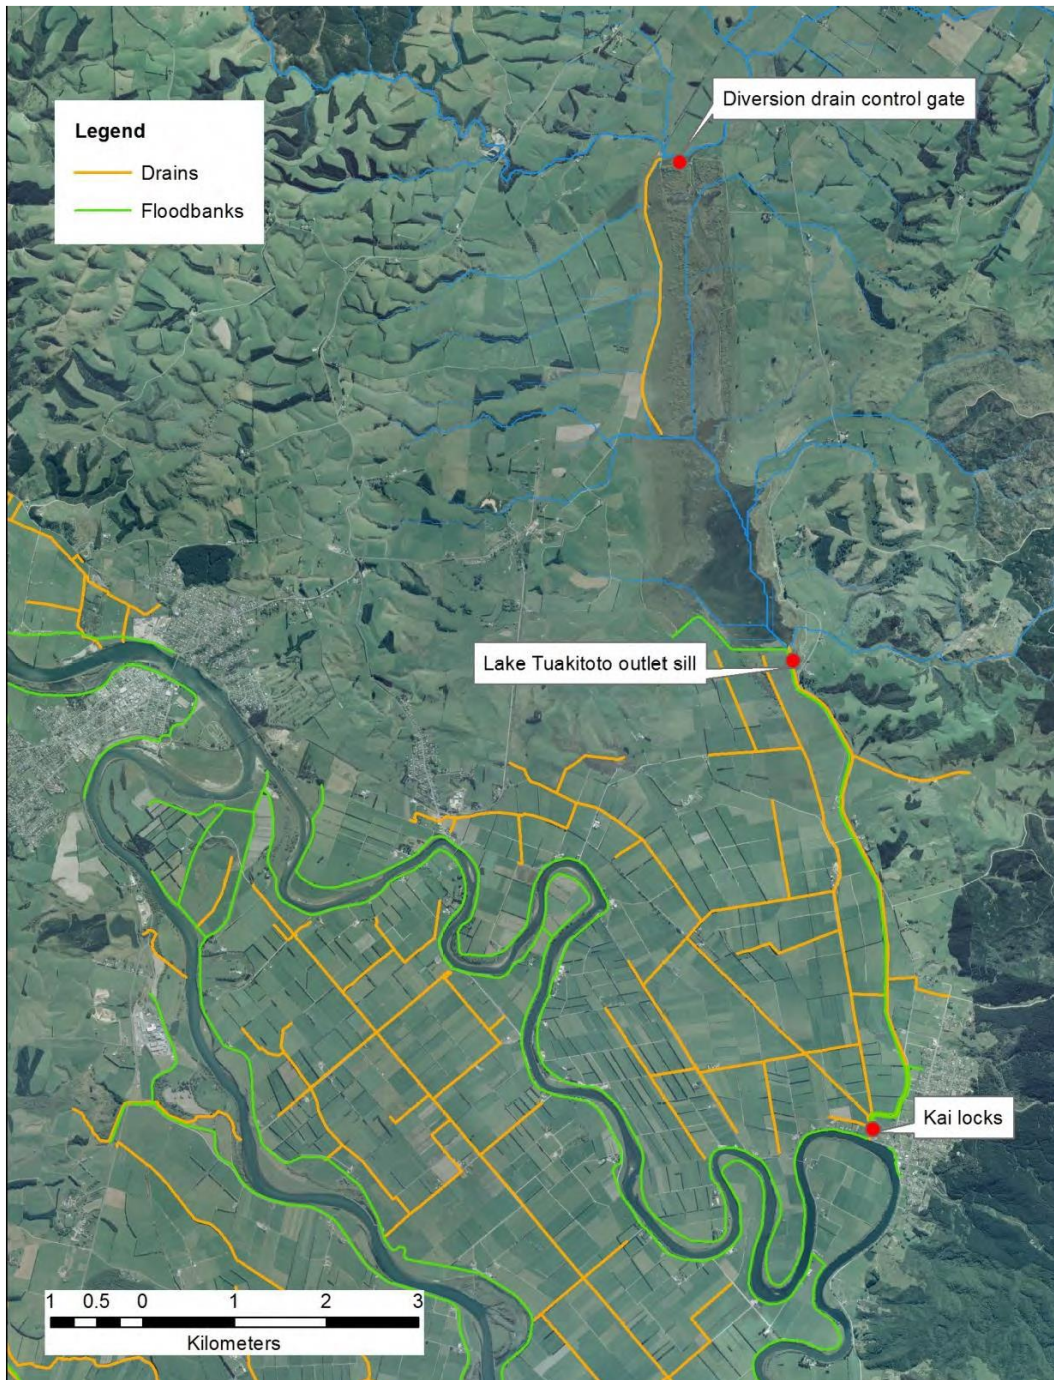 Diversion drain control gate
Legend
Drains
Floodbanks
Lake Tuakitoto outlet sill
Kai locks
1 0.5 0 1 2 3
Kilometers